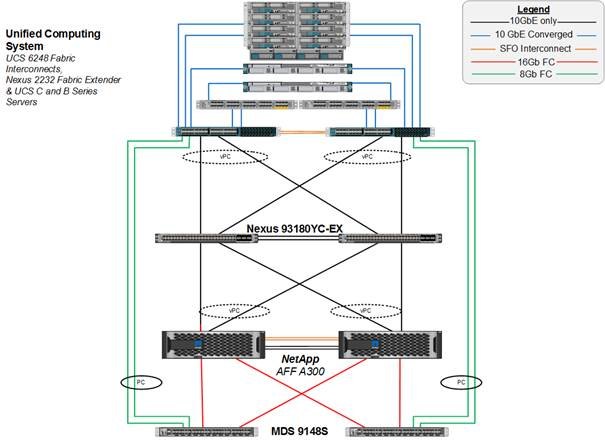 Unified Computing
System
UCS 6248 Fabric
Interconnects,
Nexus 2232 Fabric Extender
& UCS C and B Series
Servers
Legend
10GbE only
10 GbE Converged
SFO Interconnect
16Gb FC
8Gb FC
vPC
vPC
Nexus 93180YC-EX
vPC
vPC
NetApp
AFF A300
PC
PC
MDS 9148S